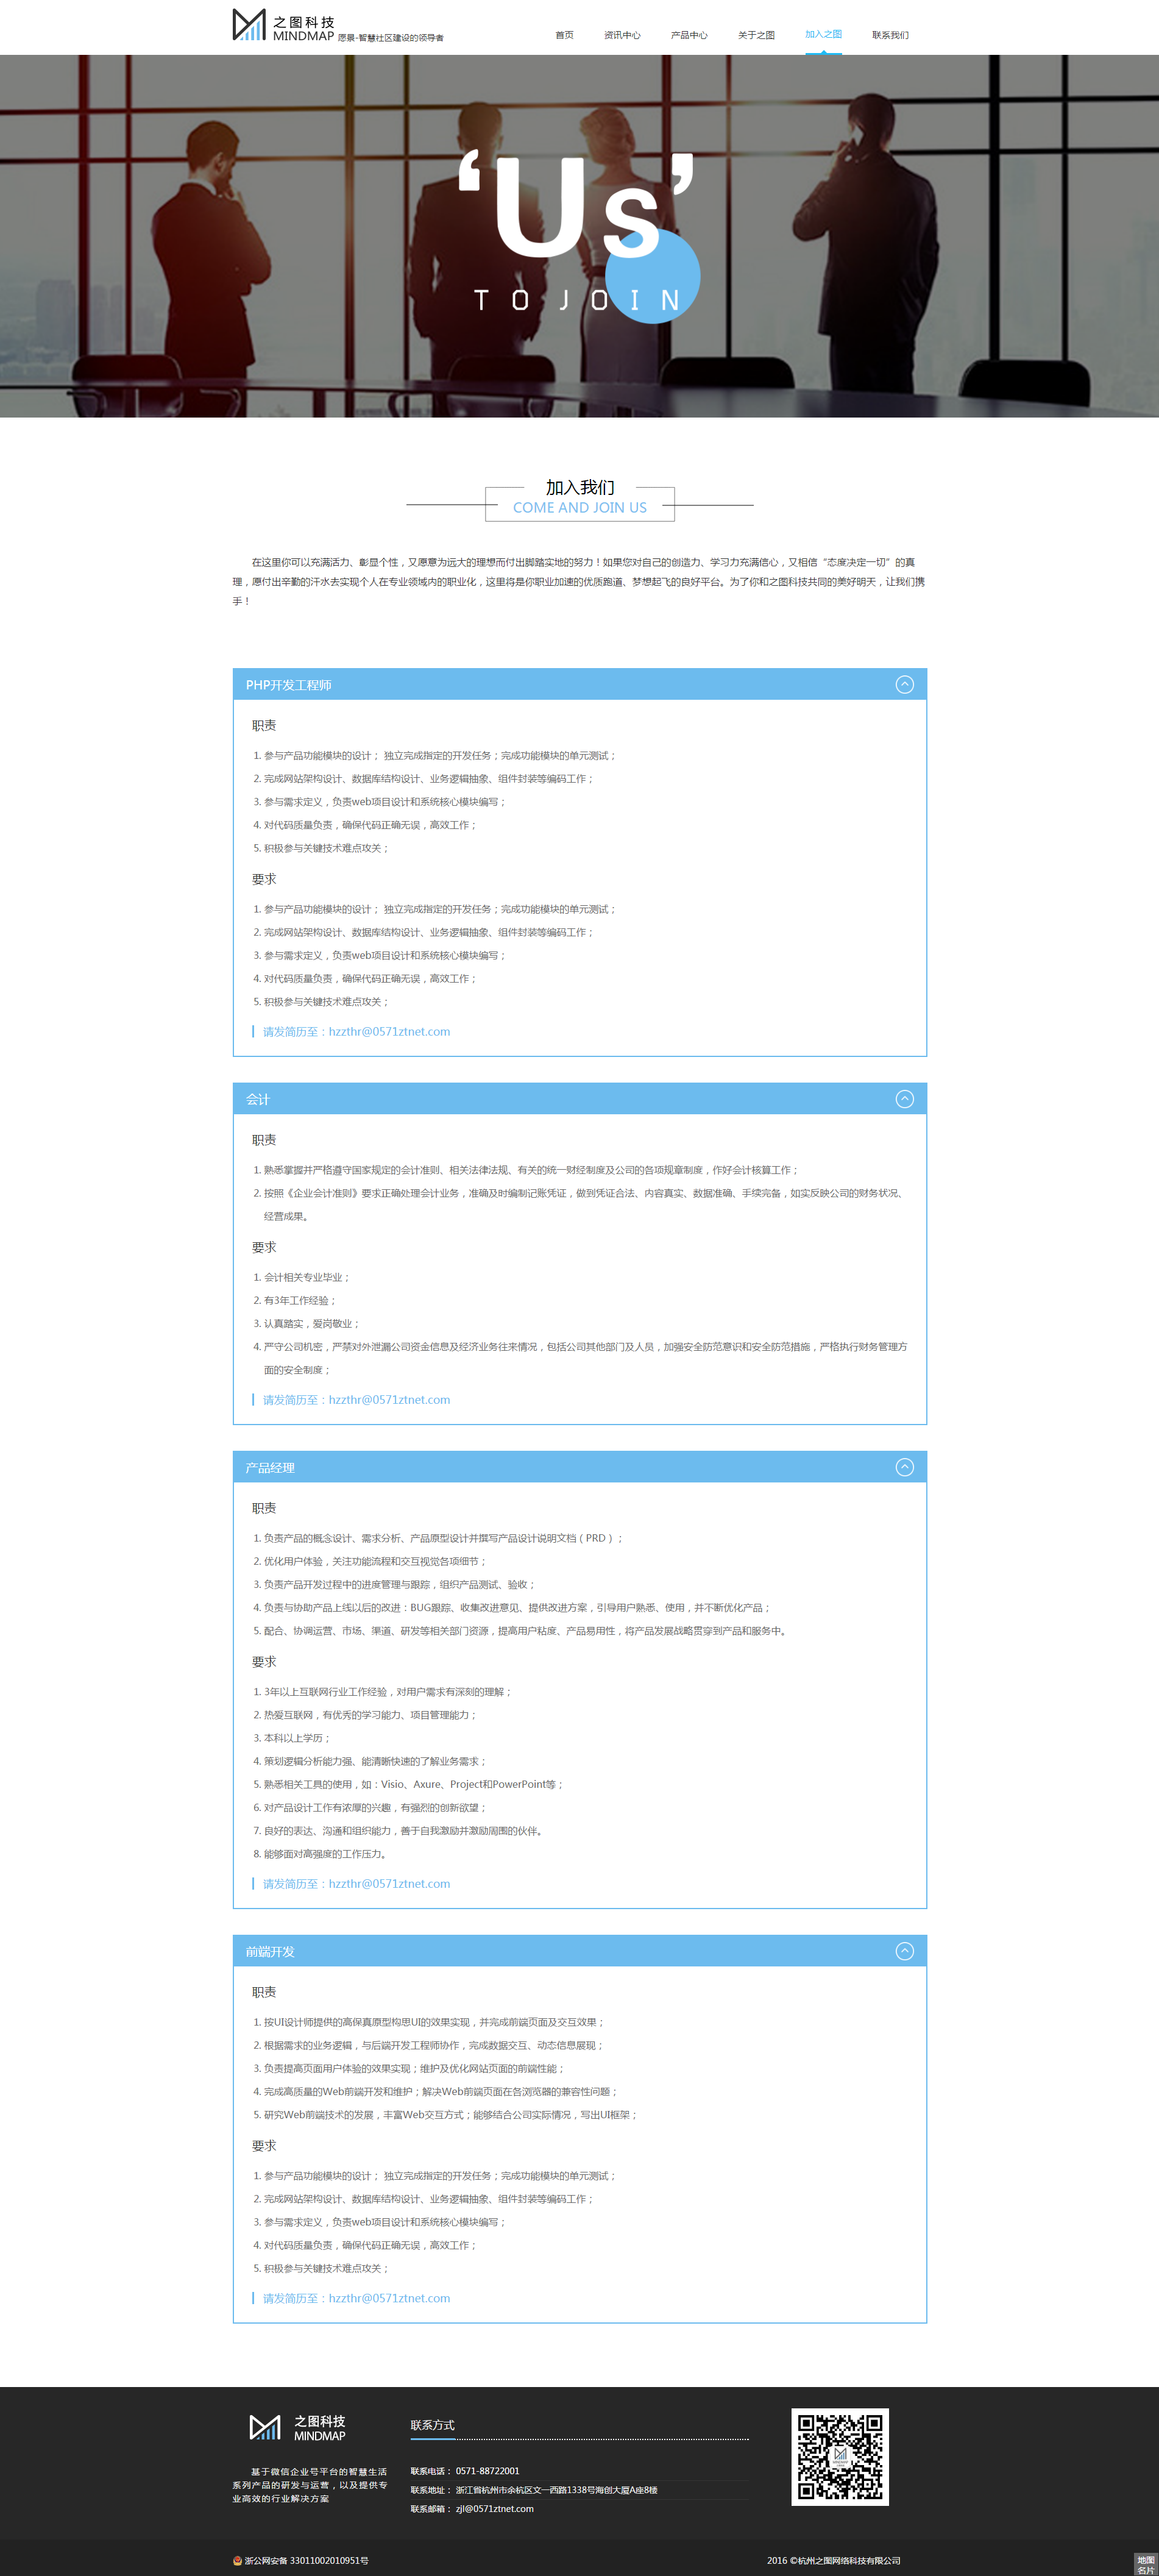 之图科技
MINDMAP 愿景-智慧社区建设的领导者
首页 资讯中心 产品中心 关于之图 加入之图 联系我们
‘Us’
TO JOIN
加入我们
COME AND JOIN US
在这里你可以充满活力、彰显个性，又愿意为远大的理想而付出脚踏实地的努力！如果您对自己的创造力、学习力充满信心，又相信“态度决定一切”的真
理，愿付出辛勤的汗水去实现个人在专业领域内的职业化，这里将是你职业加速的优质跑道、梦想起飞的良好平台。为了你和之图科技共同的美好明天，让我们携
手！
PHP开发工程师
职责
1. 参与产品功能模块的设计； 独立完成指定的开发任务；完成功能模块的单元测试；
2. 完成网站架构设计、数据库结构设计、业务逻辑抽象、组件封装等编码工作；
3. 参与需求定义，负责web项目设计和系统核心模块编写；
4. 对代码质量负责，确保代码正确无误，高效工作；
5. 积极参与关键技术难点攻关；
要求
1. 参与产品功能模块的设计； 独立完成指定的开发任务；完成功能模块的单元测试；
2. 完成网站架构设计、数据库结构设计、业务逻辑抽象、组件封装等编码工作；
3. 参与需求定义，负责web项目设计和系统核心模块编写；
4. 对代码质量负责，确保代码正确无误，高效工作；
5. 积极参与关键技术难点攻关；
请发简历至：hzzthr@0571ztnet.com
会计
职责
1. 熟悉掌握并严格遵守国家规定的会计准则、相关法律法规、有关的统一财经制度及公司的各项规章制度，作好会计核算工作；
2. 按照《企业会计准则》要求正确处理会计业务，准确及时编制记账凭证，做到凭证合法、内容真实、数据准确、手续完备，如实反映公司的财务状况、
经营成果。
要求
1. 会计相关专业毕业；
2. 有3年工作经验；
3. 认真踏实，爱岗敬业；
4. 严守公司机密，严禁对外泄漏公司资金信息及经济业务往来情况，包括公司其他部门及人员，加强安全防范意识和安全防范措施，严格执行财务管理方
面的安全制度；
请发简历至：hzzthr@0571ztnet.com
产品经理
职责
1. 负责产品的概念设计、需求分析、产品原型设计并撰写产品设计说明文档（PRD）；
2. 优化用户体验，关注功能流程和交互视觉各项细节；
3. 负责产品开发过程中的进度管理与跟踪，组织产品测试、验收；
4. 负责与协助产品上线以后的改进：BUG跟踪、收集改进意见、提供改进方案，引导用户熟悉、使用，并不断优化产品；
5. 配合、协调运营、市场、渠道、研发等相关部门资源，提高用户粘度、产品易用性，将产品发展战略贯穿到产品和服务中。
要求
1. 3年以上互联网行业工作经验，对用户需求有深刻的理解；
2. 热爱互联网，有优秀的学习能力、项目管理能力；
3. 本科以上学历；
4. 策划逻辑分析能力强、能清晰快速的了解业务需求；
5. 熟悉相关工具的使用，如：Visio、Axure、Project和PowerPoint等；
6. 对产品设计工作有浓厚的兴趣，有强烈的创新欲望；
7. 良好的表达、沟通和组织能力，善于自我激励并激励周围的伙伴。
8. 能够面对高强度的工作压力。
请发简历至：hzzthr@0571ztnet.com
前端开发
职责
1. 按UI设计师提供的高保真原型构思UI的效果实现，并完成前端页面及交互效果；
2. 根据需求的业务逻辑，与后端开发工程师协作，完成数据交互、动态信息展现；
3. 负责提高页面用户体验的效果实现；维护及优化网站页面的前端性能；
4. 完成高质量的Web前端开发和维护；解决Web前端页面在各浏览器的兼容性问题；
5. 研究Web前端技术的发展，丰富Web交互方式；能够结合公司实际情况，写出UI框架；
要求
1. 参与产品功能模块的设计； 独立完成指定的开发任务；完成功能模块的单元测试；
2. 完成网站架构设计、数据库结构设计、业务逻辑抽象、组件封装等编码工作；
3. 参与需求定义，负责web项目设计和系统核心模块编写；
4. 对代码质量负责，确保代码正确无误，高效工作；
5. 积极参与关键技术难点攻关；
请发简历至：hzzthr@0571ztnet.com
之图科技
MINDMAP
基于微信企业号平台的智慧生活
系列产品的研发与运营，以及提供专
业高效的行业解决方案
联系方式
联系电话： 0571-88722001
联系地址： 浙江省杭州市余杭区文一西路1338号海创大厦A座8楼
联系邮箱： zjl@0571ztnet.com
浙公网安备 33011002010951号
2016 ©杭州之图网络科技有限公司
地图
名片